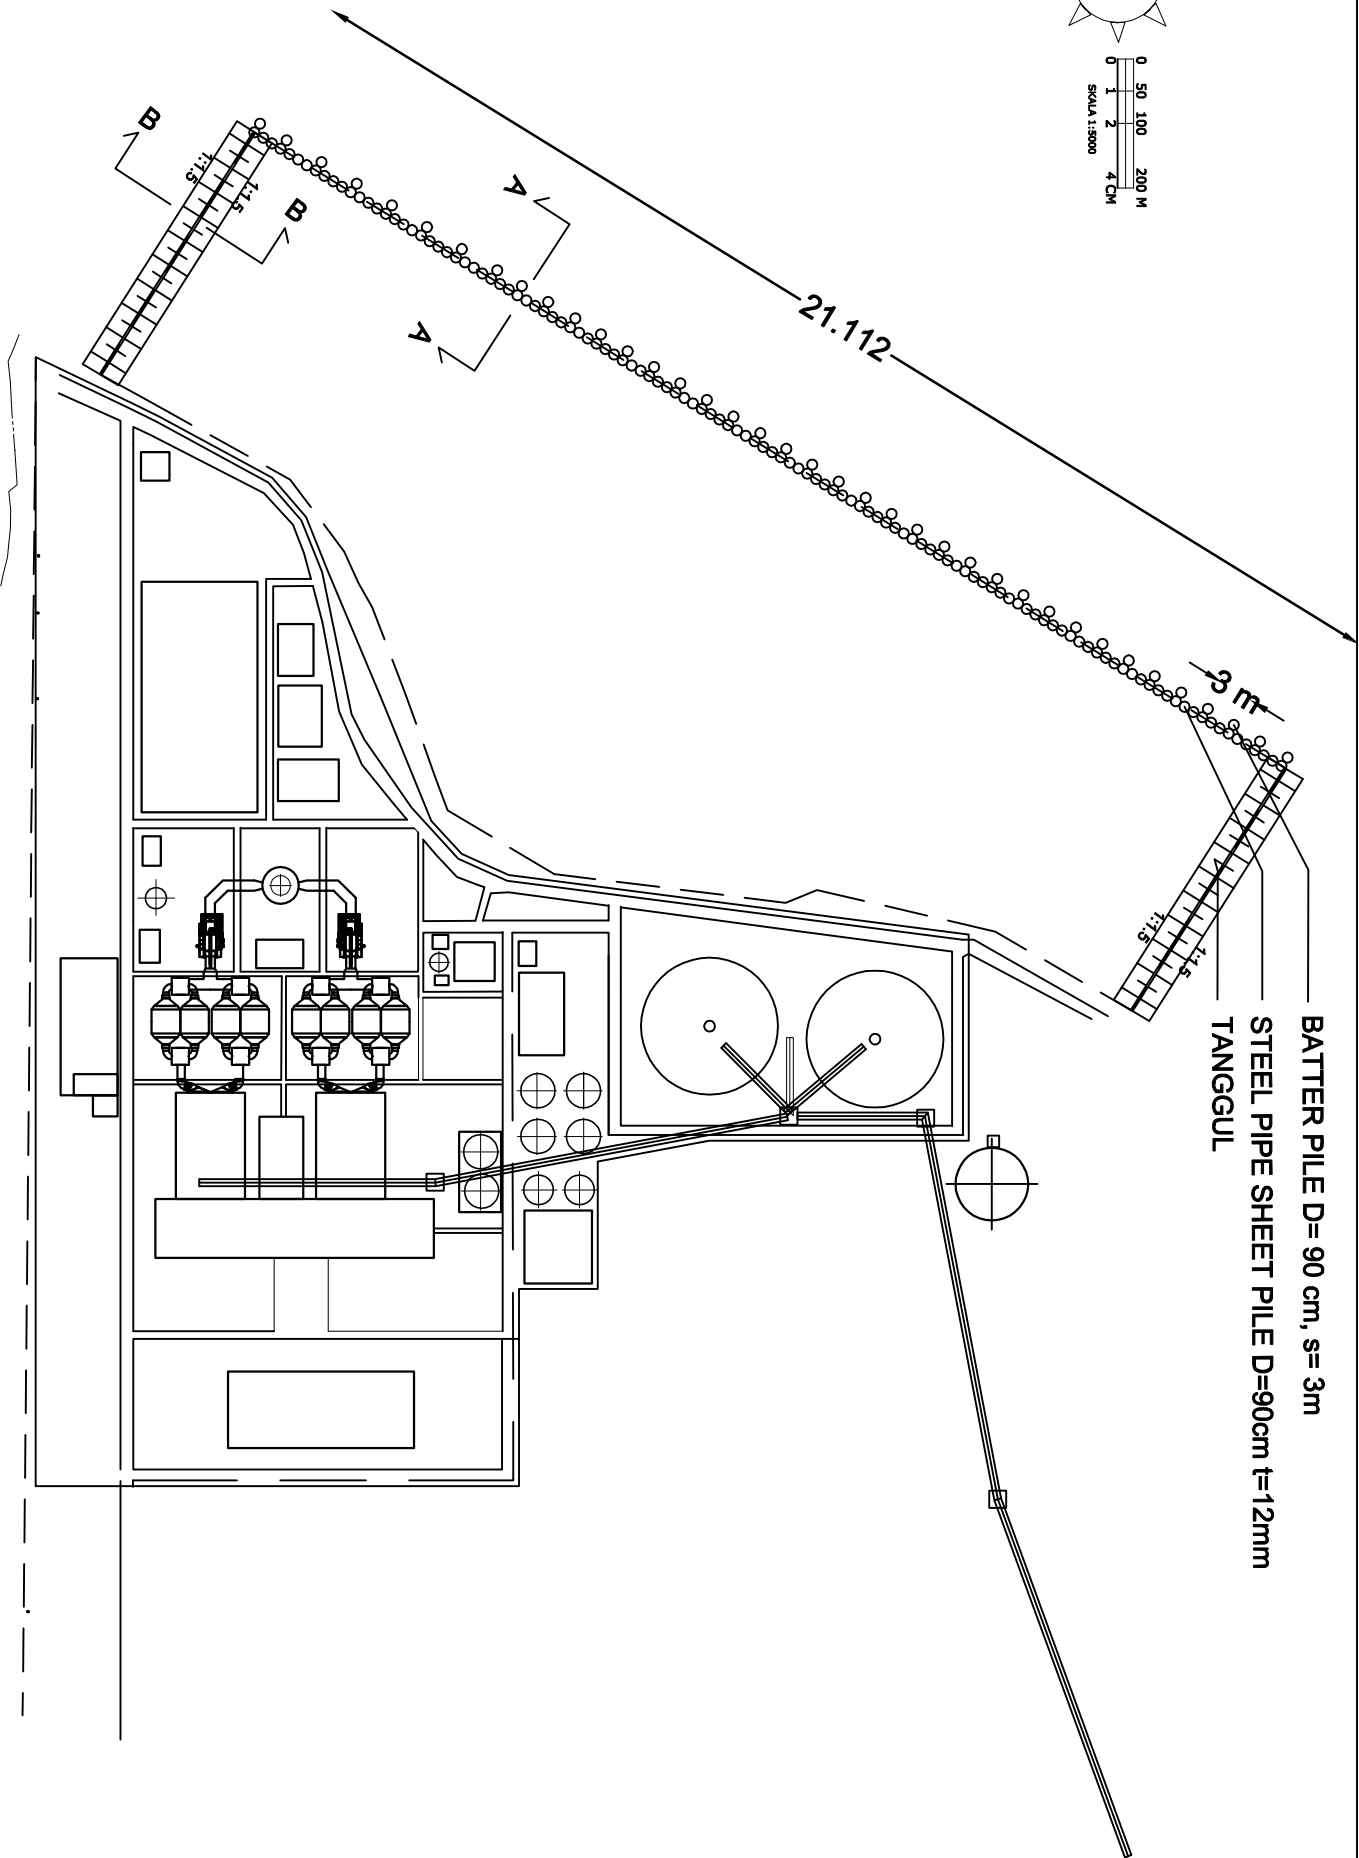 0 50 100 200 M
0 1 2 4 CM
SKALA 1:5000
B
B
1:1.5
1:1.5
A
A
21.112
3 m
1:1.5
1:1.5
BATTER PILE D= 90 cm, s= 3m
STEEL PIPE SHEET PILE D=90cm t=12mm
TANGGUL